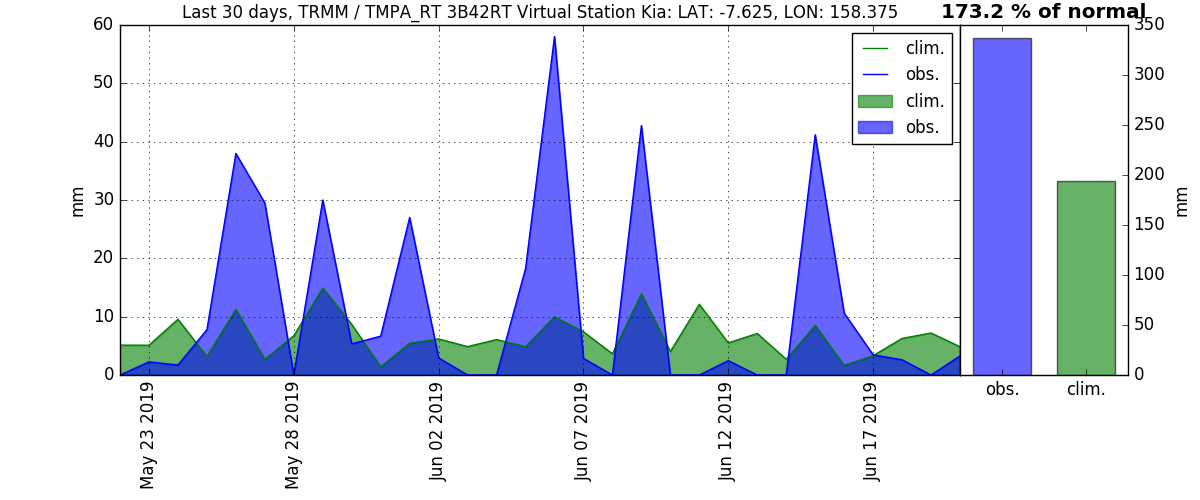 Last 30 days, TRMM / TMPA_RT 3B42RT Virtual Station Kia: LAT: -7.625, LON: 158.375
173.2 % of normal
60
50
40
30
20
10
0
mm
May 23 2019
May 28 2019
Jun 02 2019
Jun 07 2019
Jun 12 2019
Jun 17 2019
clim.
obs.
clim.
obs.
350
300
250
200
150
100
50
0
mm
obs.
clim.